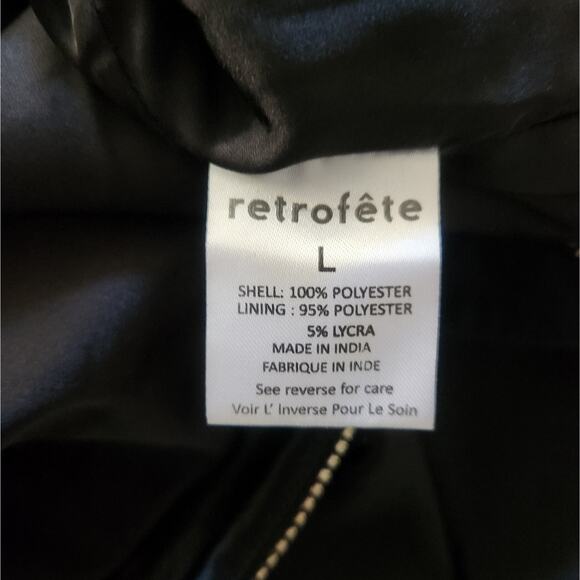 retrofête
L
SHELL: 100% POLYESTER
LINING : 95% POLYESTER
5% LYCRA
MADE IN INDIA
FABRIQUE IN INDE
See reverse for care
Voir L' Inverse Pour Le Soin